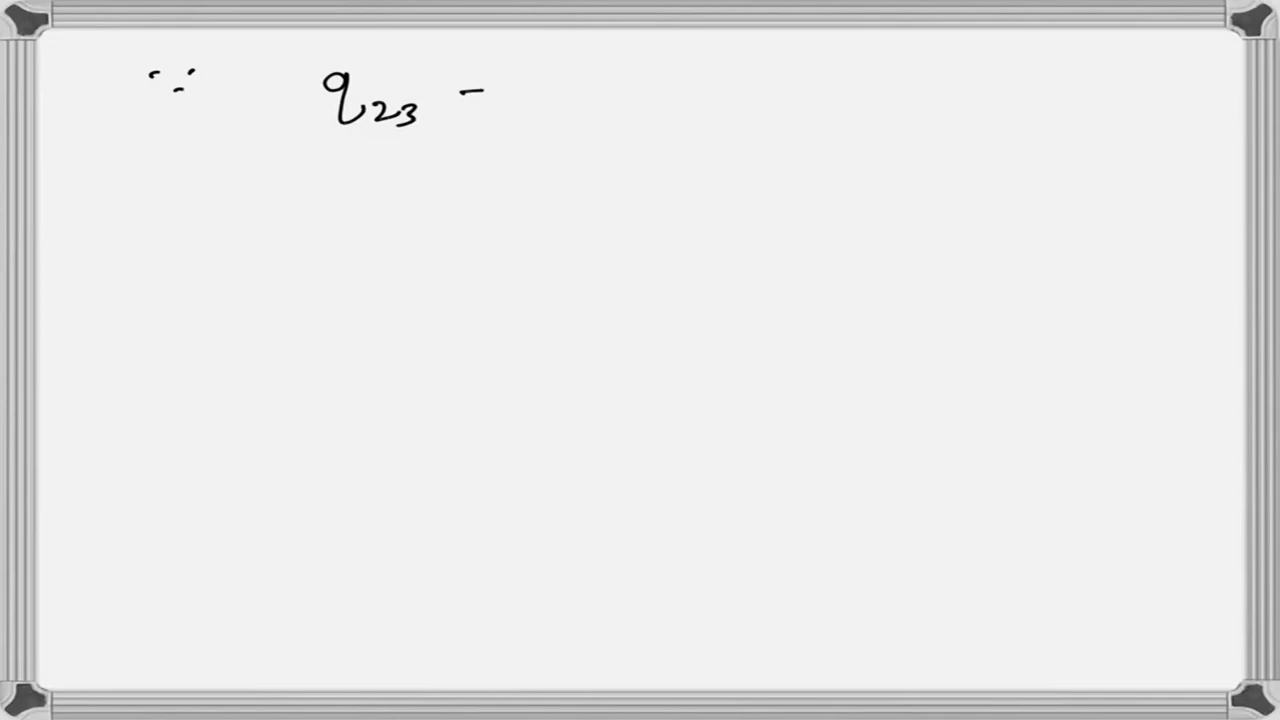 ∵ q₂₃ -